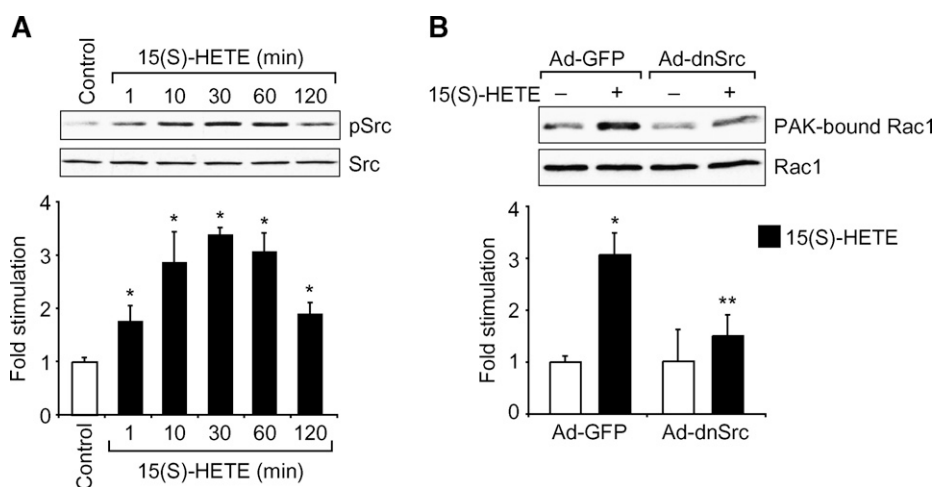 A
Control
15(S)-HETE (min)
1 10 30 60 120
pSrc
Src
Fold stimulation
4
3
2
1
0
* * * * *
Control
1 10 30 60 120
15(S)-HETE (min)
B
Ad-GFP Ad-dnSrc
15(S)-HETE – + – +
PAK-bound Rac1
Rac1
Fold stimulation
4
3
2
1
0
* **
15(S)-HETE
Ad-GFP Ad-dnSrc